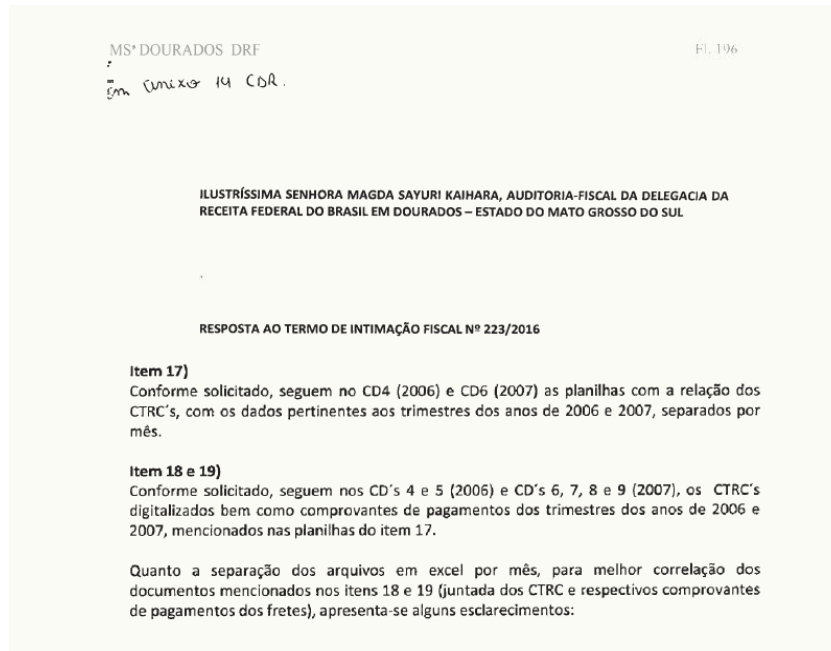 MS* DOURADOS DRF
Fl. 196
Em anixo 14 CDR.
ILUSTRÍSSIMA SENHORA MAGDA SAYURI KAIHARA, AUDITORIA-FISCAL DA DELEGACIA DA
RECEITA FEDERAL DO BRASIL EM DOURADOS – ESTADO DO MATO GROSSO DO SUL
RESPOSTA AO TERMO DE INTIMAÇÃO FISCAL Nº 223/2016
Item 17)
Conforme solicitado, seguem no CD4 (2006) e CD6 (2007) as planilhas com a relação dos
CTRC´s, com os dados pertinentes aos trimestres dos anos de 2006 e 2007, separados por
mês.
Item 18 e 19)
Conforme solicitado, seguem nos CD´s 4 e 5 (2006) e CD´s 6, 7, 8 e 9 (2007), os CTRC´s
digitalizados bem como comprovantes de pagamentos dos trimestres dos anos de 2006 e
2007, mencionados nas planilhas do item 17.
Quanto a separação dos arquivos em excel por mês, para melhor correlação dos
documentos mencionados nos itens 18 e 19 (juntada dos CTRC e respectivos comprovantes
de pagamentos dos fretes), apresenta-se alguns esclarecimentos: